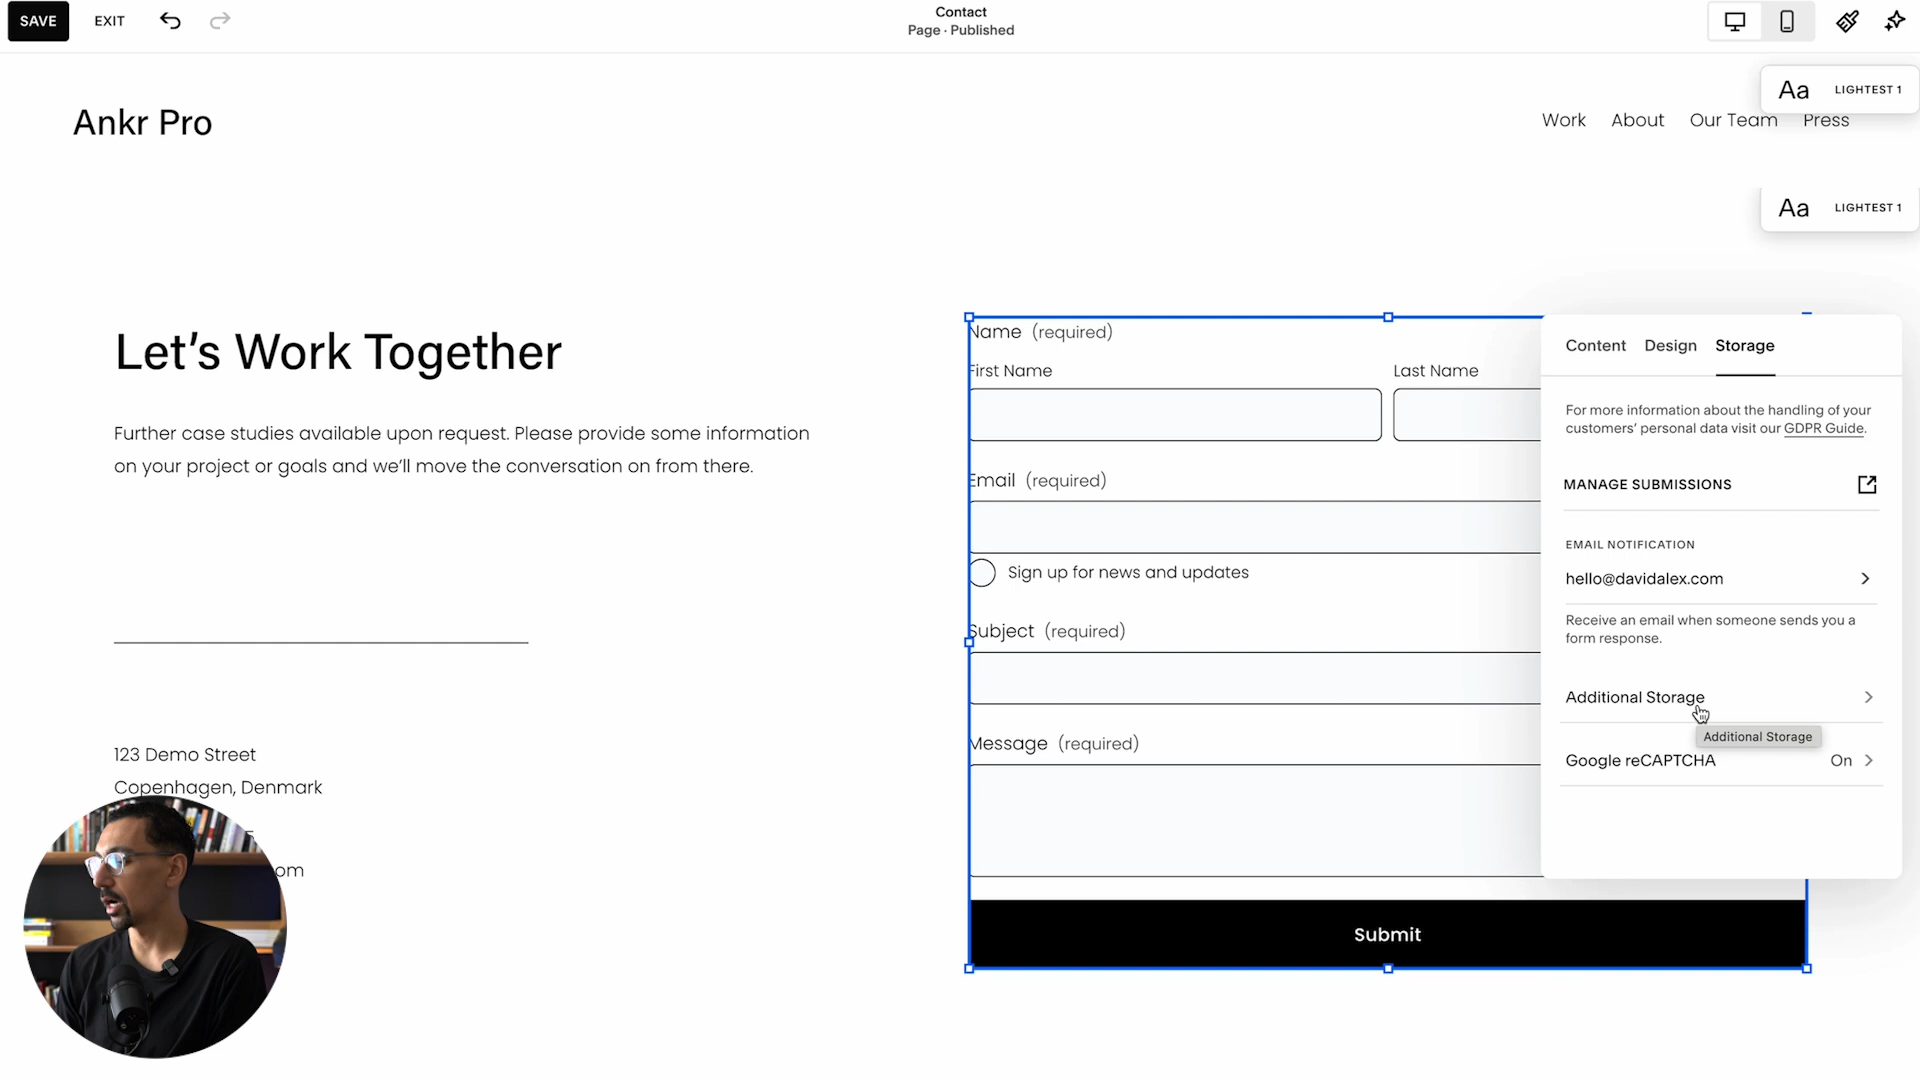 SAVE
EXIT
Contact
Page · Published
Aa LIGHTEST 1
Ankr Pro
Work
About
Our Team
Press
Aa LIGHTEST 1
Let’s Work Together
Further case studies available upon request. Please provide some information
on your project or goals and we’ll move the conversation on from there.
123 Demo Street
Copenhagen, Denmark
om
Name (required)
First Name
Last Name
Email (required)
Sign up for news and updates
Subject (required)
Message (required)
Submit
Content
Design
Storage
For more information about the handling of your
customers’ personal data visit our GDPR Guide.
MANAGE SUBMISSIONS
EMAIL NOTIFICATION
hello@davidalex.com
Receive an email when someone sends you a
form response.
Additional Storage
Additional Storage
Google reCAPTCHA On